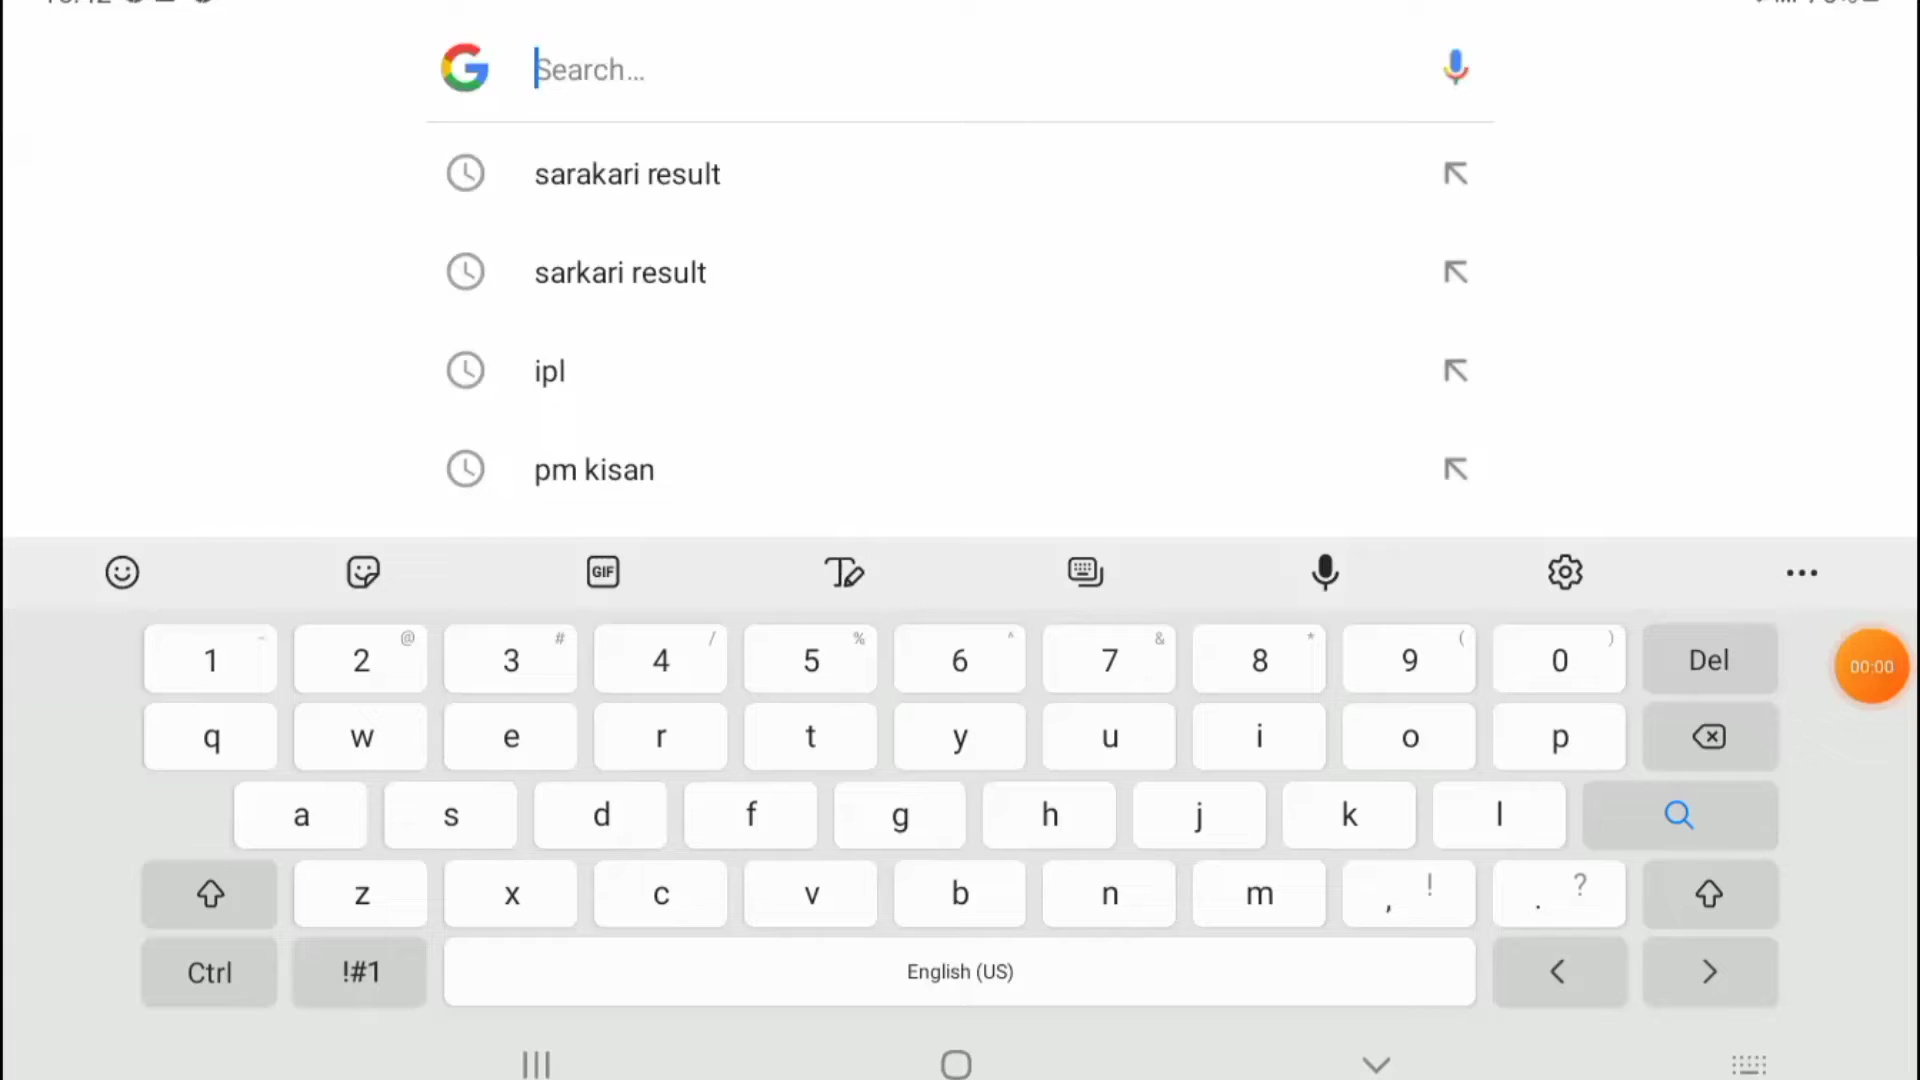 Search...
sarakari result
sarkari result
ipl
pm kisan
GIF
1 2 @ 3 # 4 / 5 % 6 ^ 7 & 8 * 9 ( 0 ) Del
00:00
q w e r t y u i o p
a s d f g h j k l
z x c v b n m , ! . ?
Ctrl !#1 English (US) < >